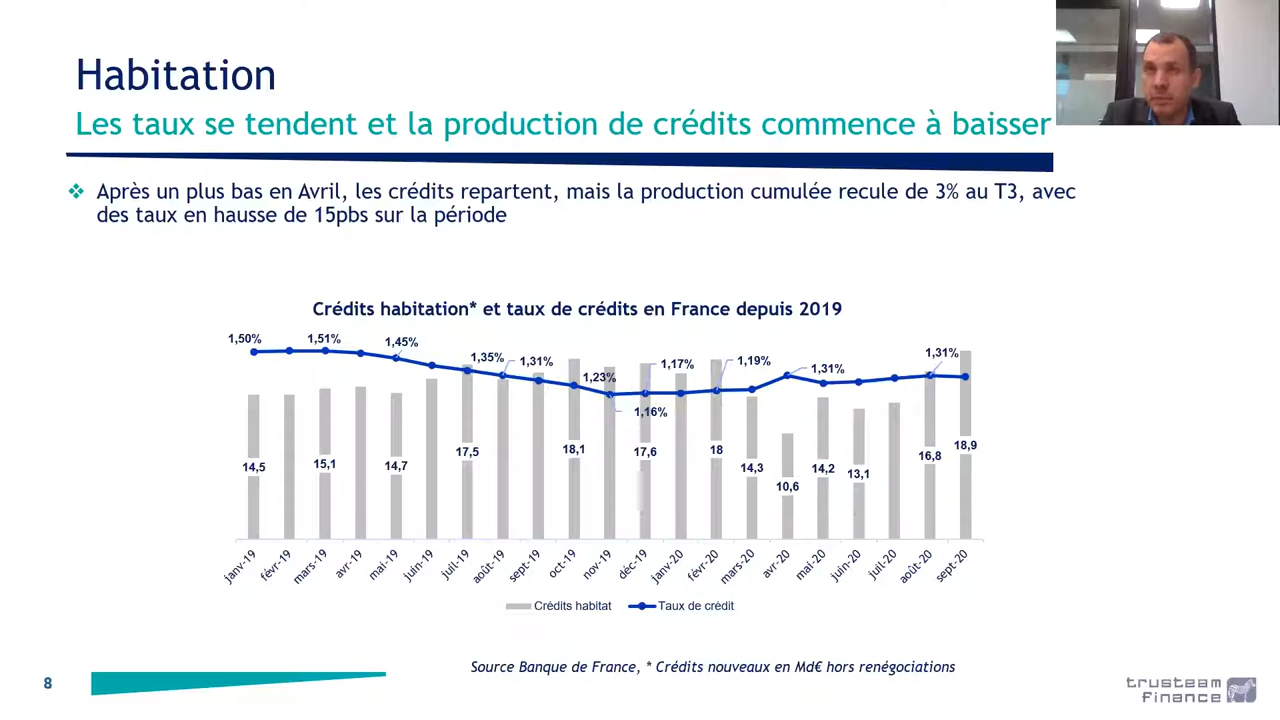 Habitation
Les taux se tendent et la production de crédits commence à baisser
Après un plus bas en Avril, les crédits repartent, mais la production cumulée recule de 3% au T3, avec
des taux en hausse de 15pbs sur la période
Crédits habitation* et taux de crédits en France depuis 2019
1,50%
1,51%
1,45%
1,35%
1,31%
1,23%
1,16%
1,17%
1,19%
1,31%
1,31%
14,5
15,1
14,7
17,5
18,1
17,6
18
14,3
10,6
14,2
13,1
16,8
18,9
janv-19
févr-19
mars-19
avr-19
mai-19
juin-19
juil-19
août-19
sept-19
oct-19
nov-19
déc-19
janv-20
févr-20
mars-20
avr-20
mai-20
juin-20
juil-20
août-20
sept-20
Crédits habitat
Taux de crédit
Source Banque de France, * Crédits nouveaux en Md€ hors renégociations
8
trusteam
finance